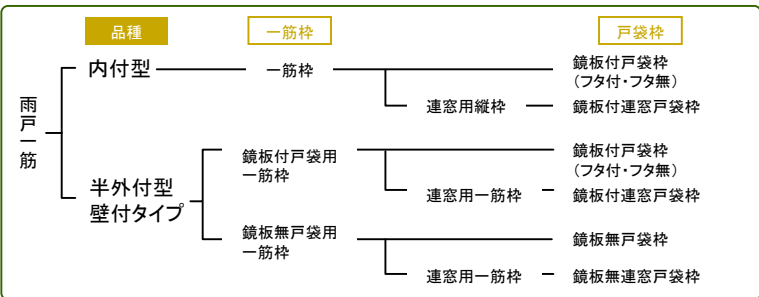 品種
一筋枠
戸袋枠
雨戸一筋
内付型
一筋枠
鏡板付戸袋枠
(フタ付・フタ無)
連窓用縦枠
鏡板付連窓戸袋枠
半外付型
壁付タイプ
鏡板付戸袋用
一筋枠
鏡板付戸袋枠
(フタ付・フタ無)
連窓用一筋枠
鏡板付連窓戸袋枠
鏡板無戸袋用
一筋枠
鏡板無戸袋枠
連窓用一筋枠
鏡板無連窓戸袋枠